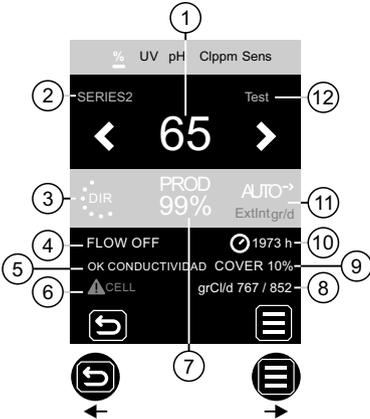 1
% UV pH Clppm Sens
2 SERIES2 Test 12
65
3 DIR PROD AUTO
99% ExtIntgr/d 11
4 FLOW OFF 1973 h 10
5 OK CONDUCTIVIDAD COVER 10% 9
6 CELL grCl/d 767 / 852 8
7